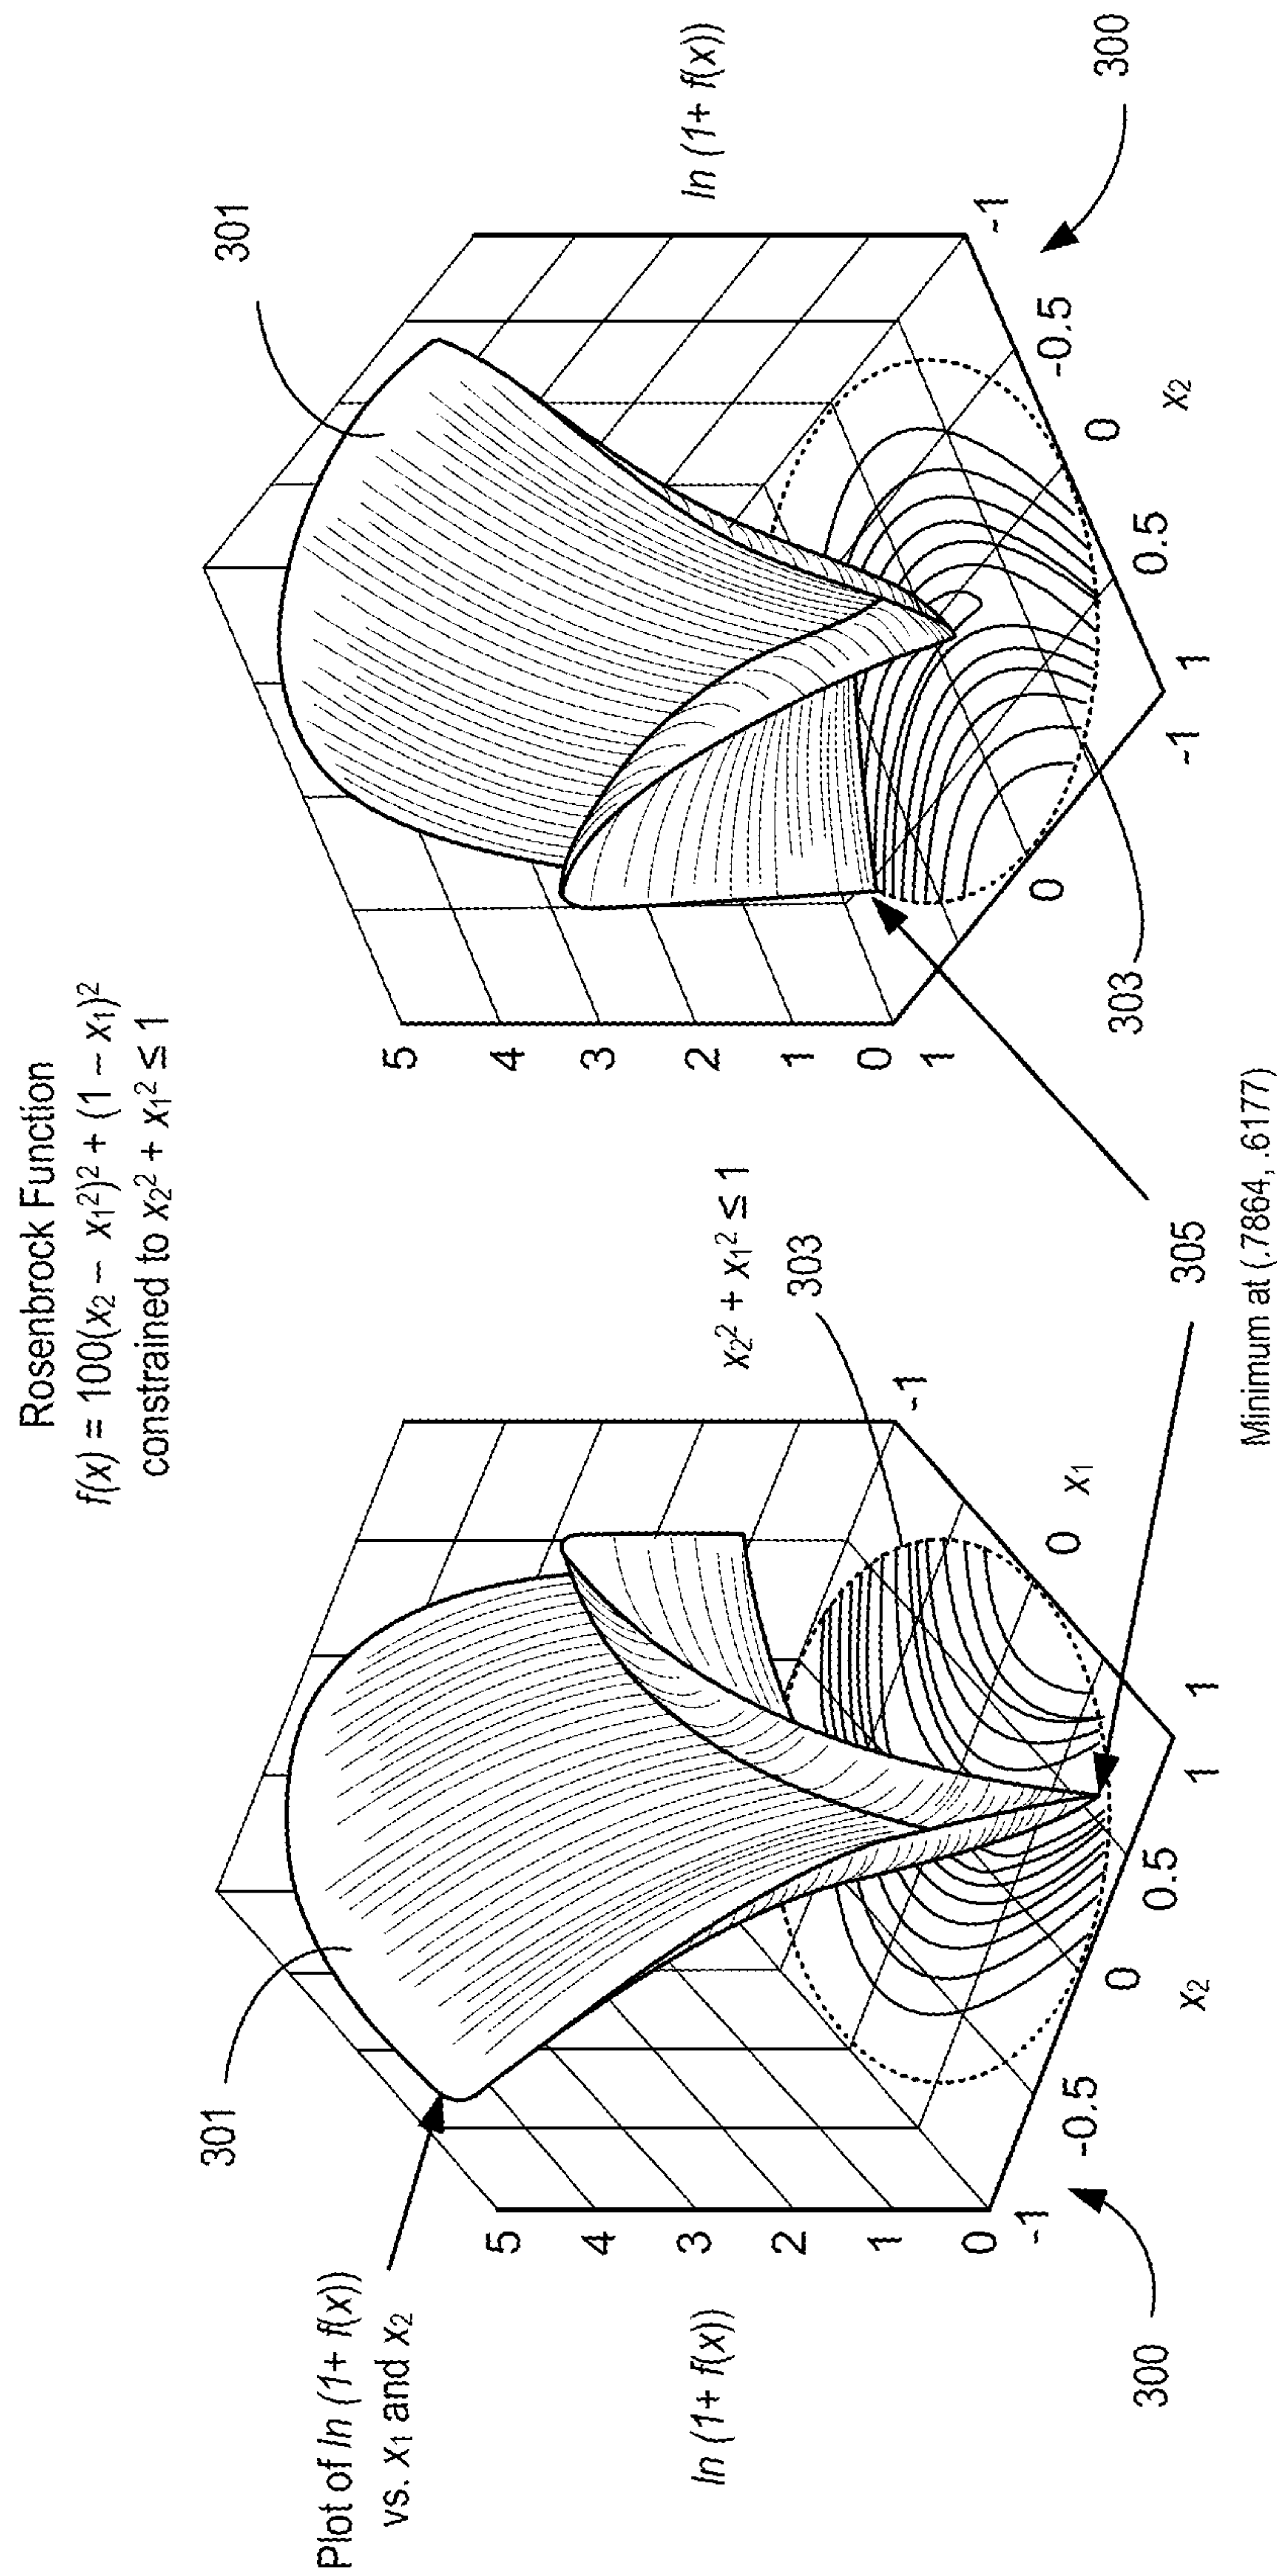 Rosenbrock Function
f(x) = 100(x₂ – x₁²)² + (1 – x₁)²
constrained to x₂² + x₁² ≤ 1
Plot of ln (1+ f(x))
vs. x₁ and x₂
301
ln (1+ f(x))
5
4
3
2
1
0
-1
-0.5
0
0.5
1
x₂
1
0
-1
x₁
300
x₂² + x₁² ≤ 1
303
305
Minimum at (.7864, .6177)
301
ln (1+ f(x))
5
4
3
2
1
0
1
0
-1
303
1
0.5
0
-0.5
-1
x₂
300